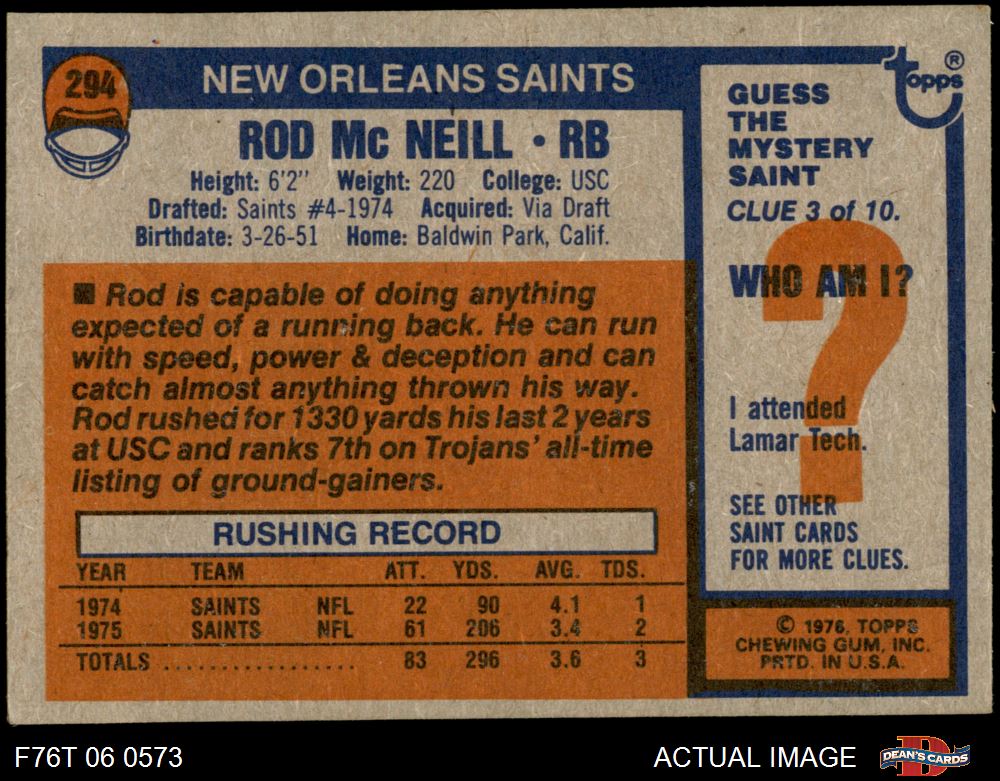 294
NEW ORLEANS SAINTS
ROD Mc NEILL • RB
Height: 6'2" Weight: 220 College: USC
Drafted: Saints #4-1974 Acquired: Via Draft
Birthdate: 3-26-51 Home: Baldwin Park, Calif.
■ Rod is capable of doing anything
expected of a running back. He can run
with speed, power & deception and can
catch almost anything thrown his way.
Rod rushed for 1330 yards his last 2 years
at USC and ranks 7th on Trojans' all-time
listing of ground-gainers.
RUSHING RECORD
YEAR TEAM ATT. YDS. AVG. TDS.
1974 SAINTS NFL 22 90 4.1 1
1975 SAINTS NFL 61 206 3.4 2
TOTALS .................. 83 296 3.6 3
Topps®
GUESS
THE
MYSTERY
SAINT
CLUE 3 of 10.
WHO AM I?
?
I attended
Lamar Tech.
SEE OTHER
SAINT CARDS
FOR MORE CLUES.
© 1976, TOPPS
CHEWING GUM, INC.
PRTD. IN U.S.A.
F76T 06 0573
ACTUAL IMAGE
DEAN'S CARDS